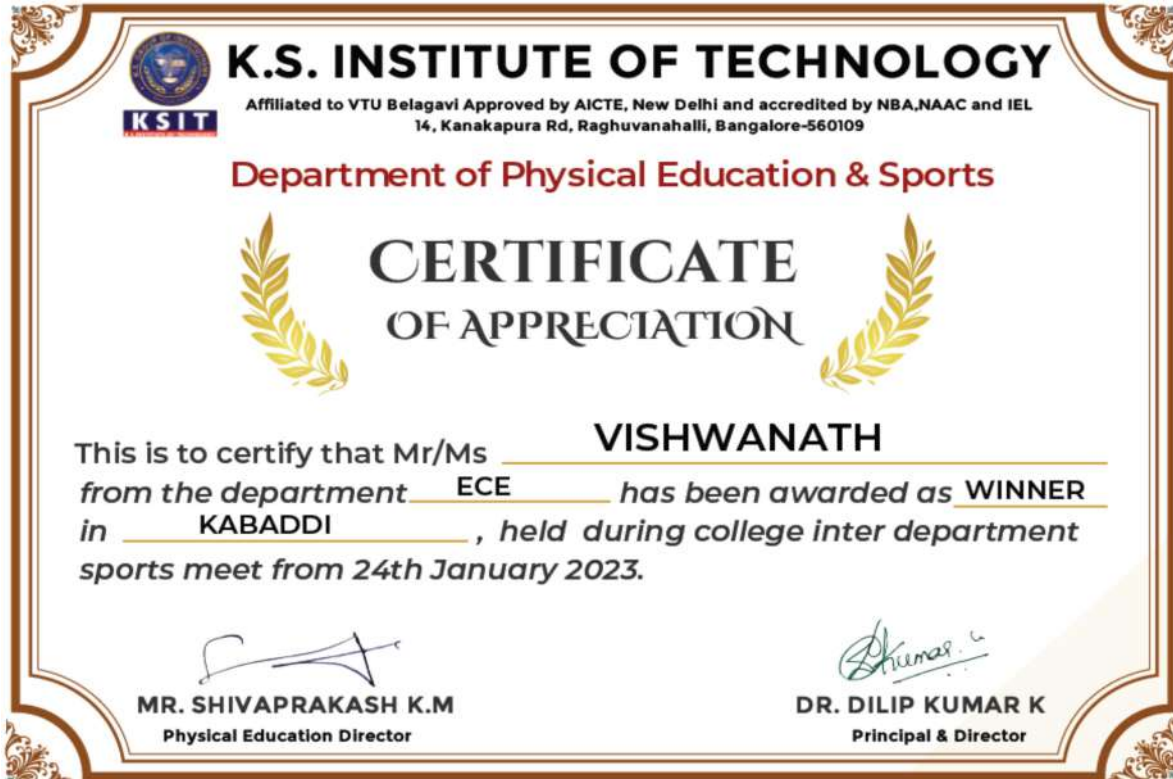 K.S. INSTITUTE OF TECHNOLOGY
Affiliated to VTU Belagavi Approved by AICTE, New Delhi and accredited by NBA,NAAC and IEL
14, Kanakapura Rd, Raghuvanahalli, Bangalore-560109
KSIT
Department of Physical Education & Sports
CERTIFICATE
OF APPRECIATION
This is to certify that Mr/Ms VISHWANATH
from the department ECE has been awarded as WINNER
in KABADDI , held during college inter department
sports meet from 24th January 2023.
MR. SHIVAPRAKASH K.M
Physical Education Director
DR. DILIP KUMAR K
Principal & Director